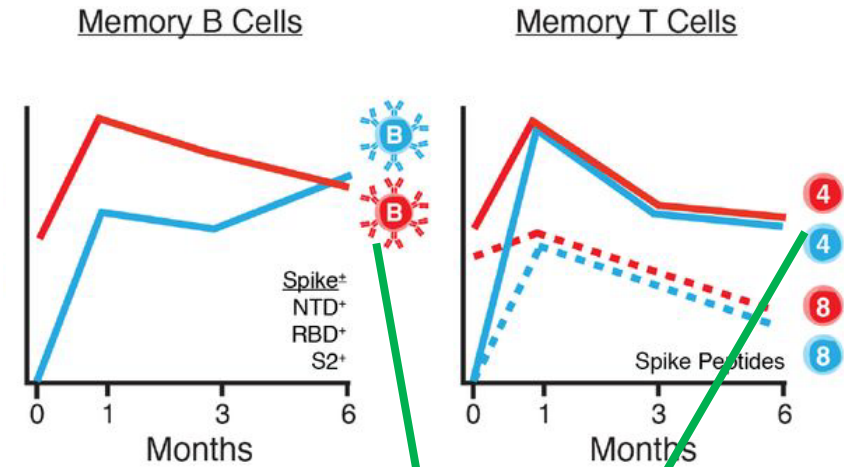 Memory B Cells
B
B
Spike±
NTD⁺
RBD⁺
S2⁺
0 1 3 6
Months
Memory T Cells
4
4
8
8
Spike Peptides
0 1 3 6
Months